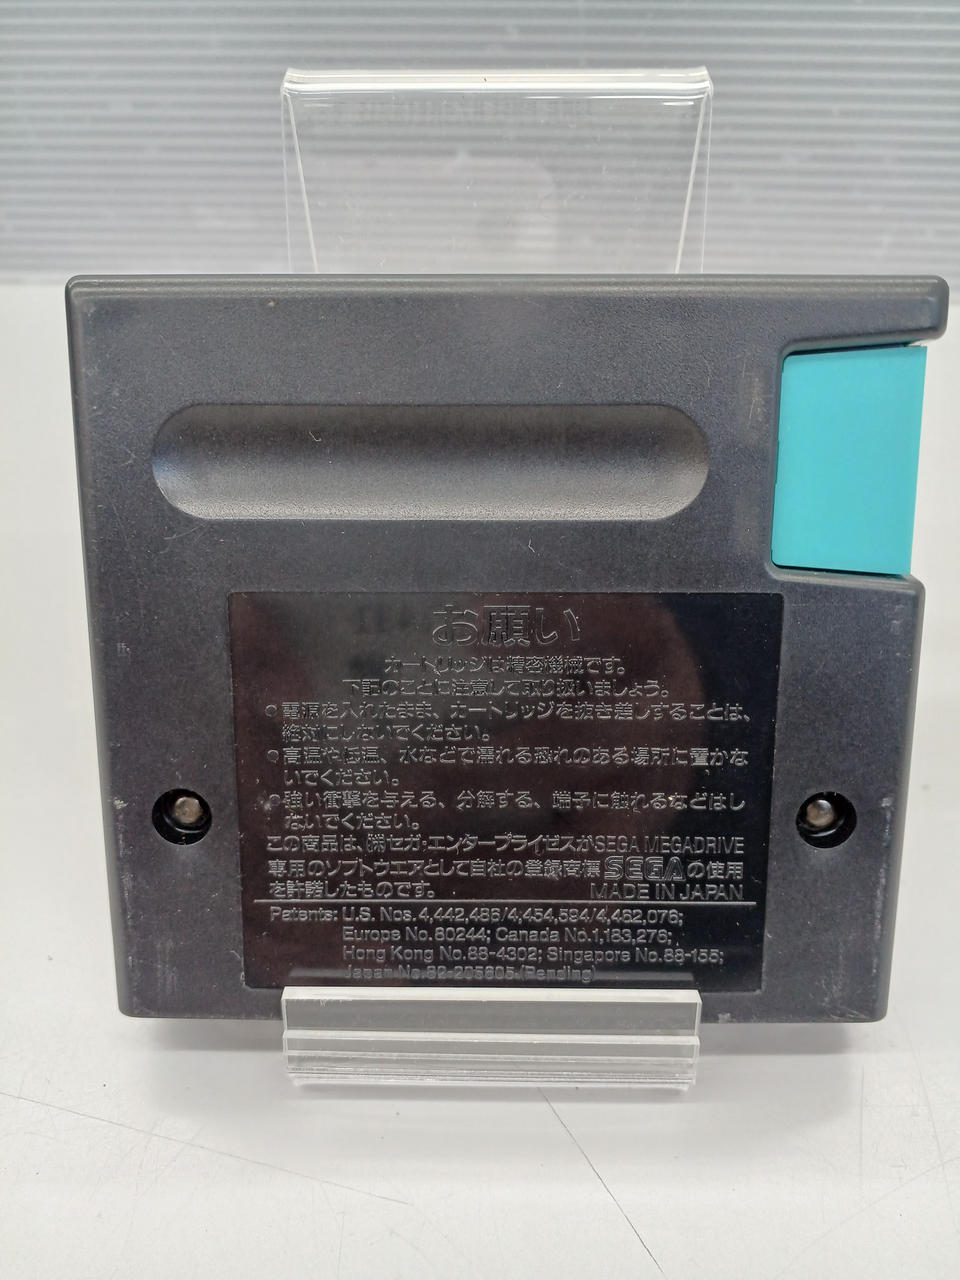 お願い
カートリッジは精密機械です。
下記のことに注意して取り扱いましょう。
●電源を入れたまま、カートリッジを抜き差しすることは、
絶対にしないでください。
●高温や低温、水などで濡れる恐れのある場所に置かな
いでください。
●強い衝撃を与える、分解する、端子に触れるなどはし
ないでください。
この商品は、㈱セガ・エンタープライゼスがSEGA MEGADRIVE
専用のソフトウエアとして自社の登録商標 SEGA の使用
を許諾したものです。 MADE IN JAPAN
Patents: U.S. Nos. 4,442,486/4,454,594/4,462,076;
Europe No. 80244; Canada No. 1,183,276;
Hong Kong No. 88-4302; Singapore No. 88-155;
Japan No. 82-205605 (Pending)